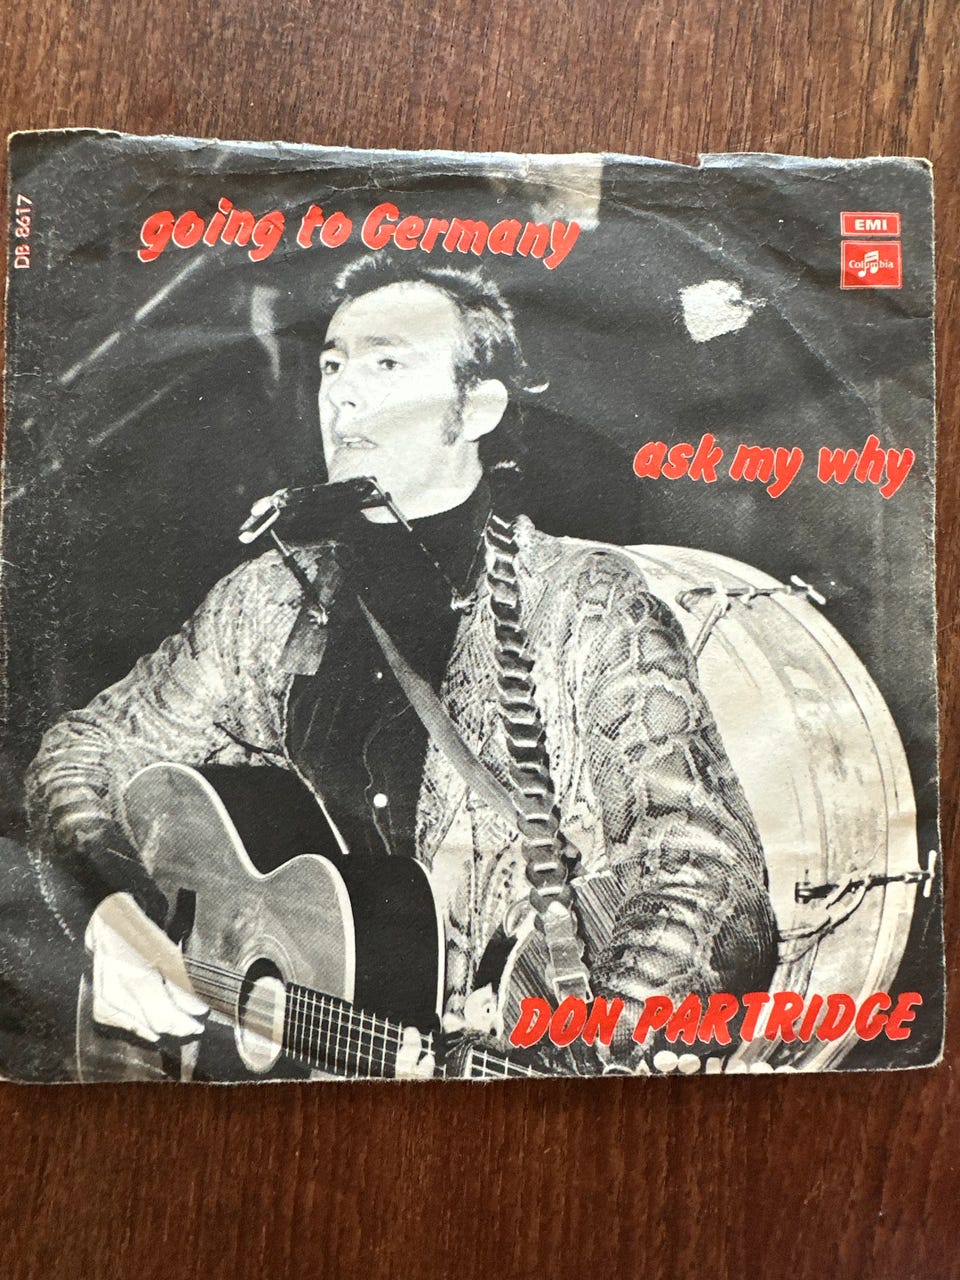 DB 8617
going to Germany
EMI
Columbia
ask my why
DON PARTRIDGE